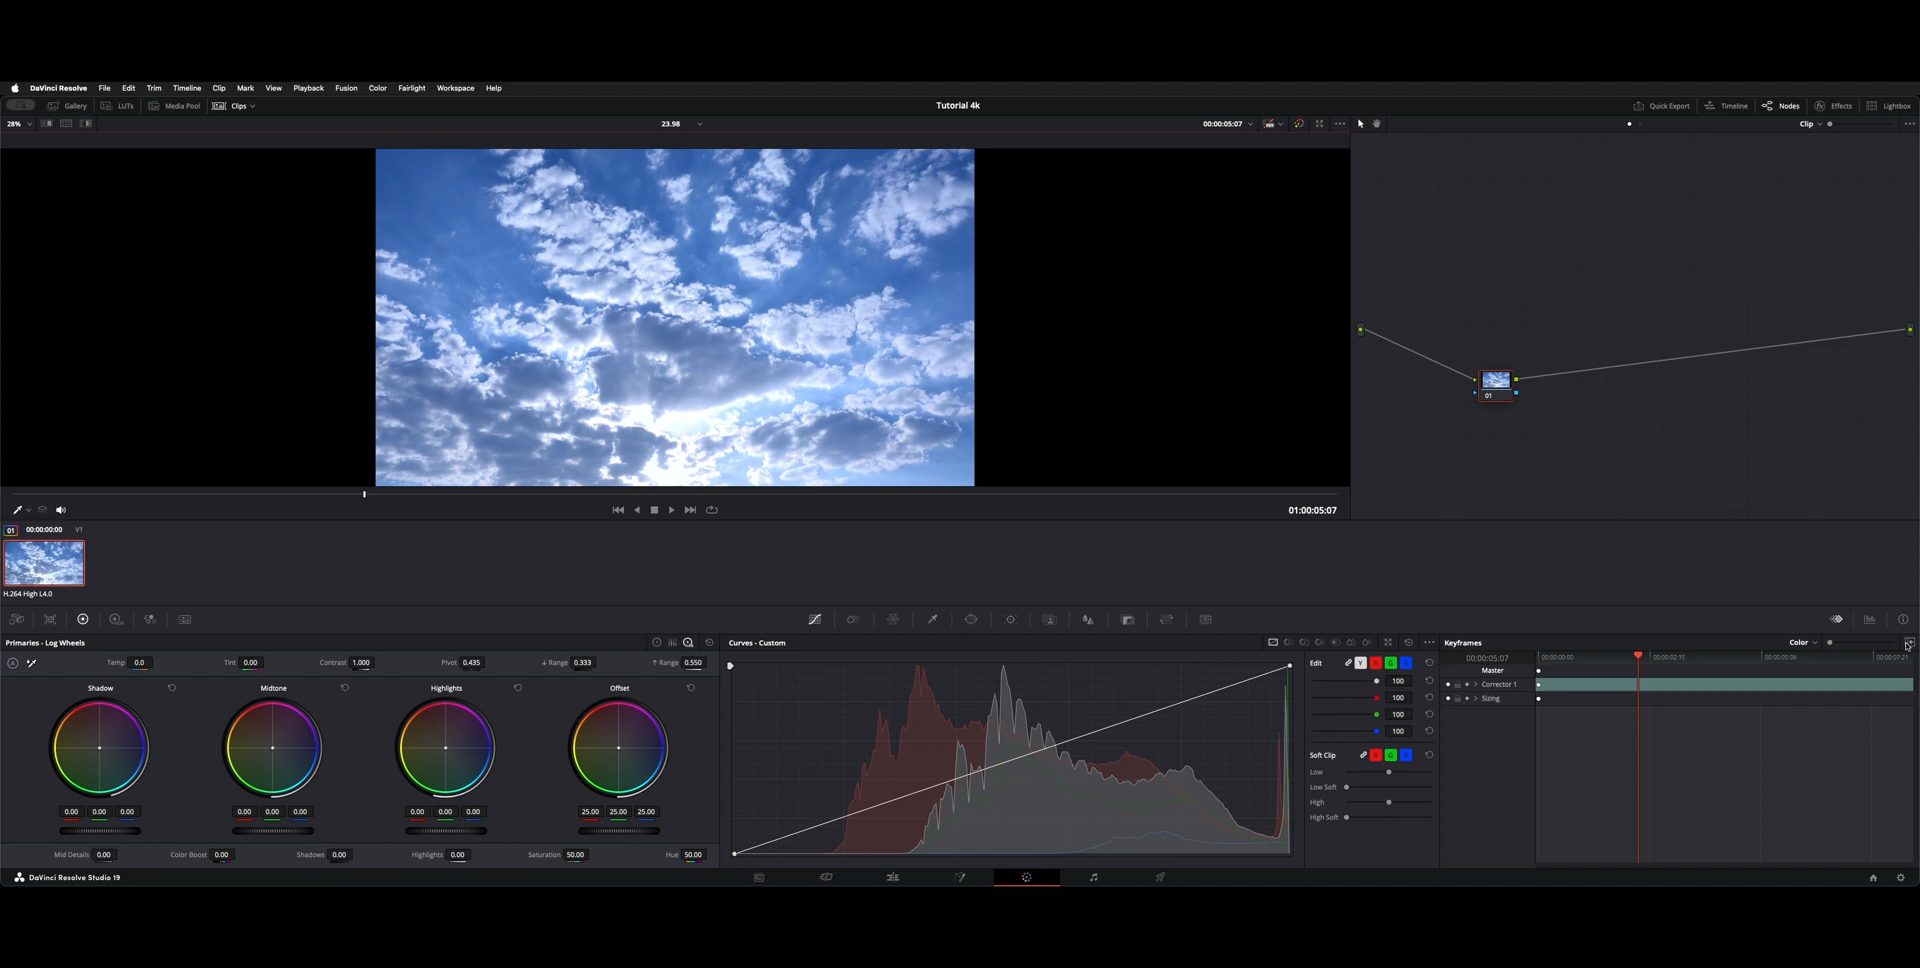 DaVinci Resolve File Edit Trim Timeline Clip Mark View Playback Fusion Color Fairlight Workspace Help
Gallery LUTs Media Pool Clips Tutorial 4k Quick Export Timeline Nodes Effects Lightbox
28% 23.98 00:00:05:07 Clip
01
01:00:05:07
01 00:00:00:00 V1
H.264 High L4.0
Primaries - Log Wheels
Temp 0.0 Tint 0.00 Contrast 1.000 Pivot 0.435 ↓ Range 0.333 ↑ Range 0.550
Shadow Midtone Highlights Offset
0.00 0.00 0.00 0.00 0.00 0.00 0.00 0.00 0.00 25.00 25.00 25.00
Mid Details 0.00 Color Boost 0.00 Shadows 0.00 Highlights 0.00 Saturation 50.00 Hue 50.00
Curves - Custom
Edit Y R G B
100
100
100
100
Soft Clip R G B
Low
Low Soft
High
High Soft
Keyframes Color
00:00:05:07 00:00:00:00 00:00:02:15 00:00:05:06 00:00:07:21
Master
Corrector 1
Sizing
DaVinci Resolve Studio 19